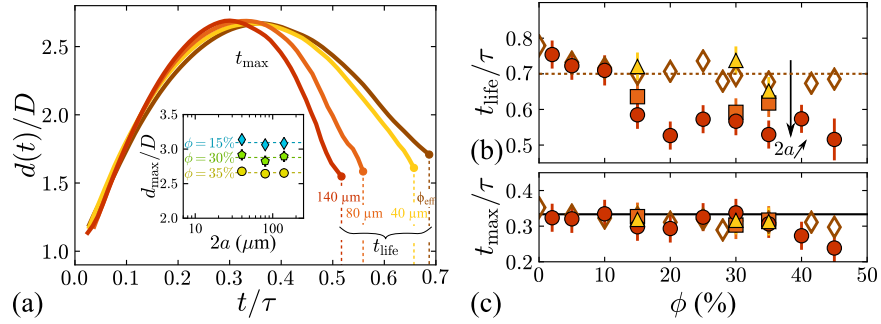 (a)
d(t)/D
3.0
2.5
2.0
1.5
1.0
t_max
d_max/D
3.5
3.0
2.5
2.0
ϕ = 15%
ϕ = 30%
ϕ = 35%
10
100
2a (μm)
140 μm
80 μm
40 μm
ϕ_eff
t_life
0.0 0.1 0.2 0.3 0.4 0.5 0.6 0.7
t/τ
(b)
t_life/τ
0.8
0.7
0.6
0.5
2a↗
(c)
t_max/τ
0.4
0.3
0.2
0 10 20 30 40 50
ϕ (%)